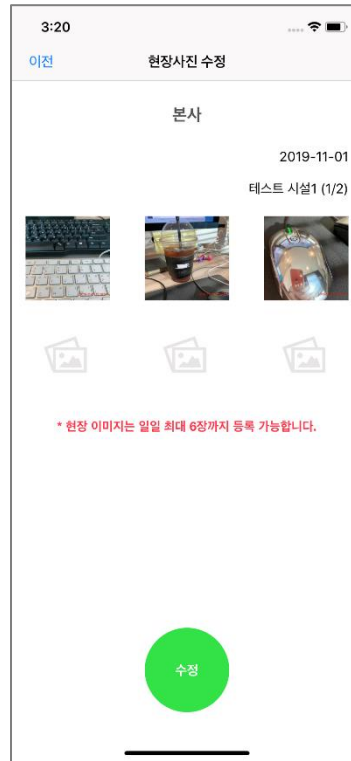 3:20
이전 현장사진 수정
본사
2019-11-01
테스트 시설1 (1/2)
* 현장 이미지는 일일 최대 6장까지 등록 가능합니다.
수정